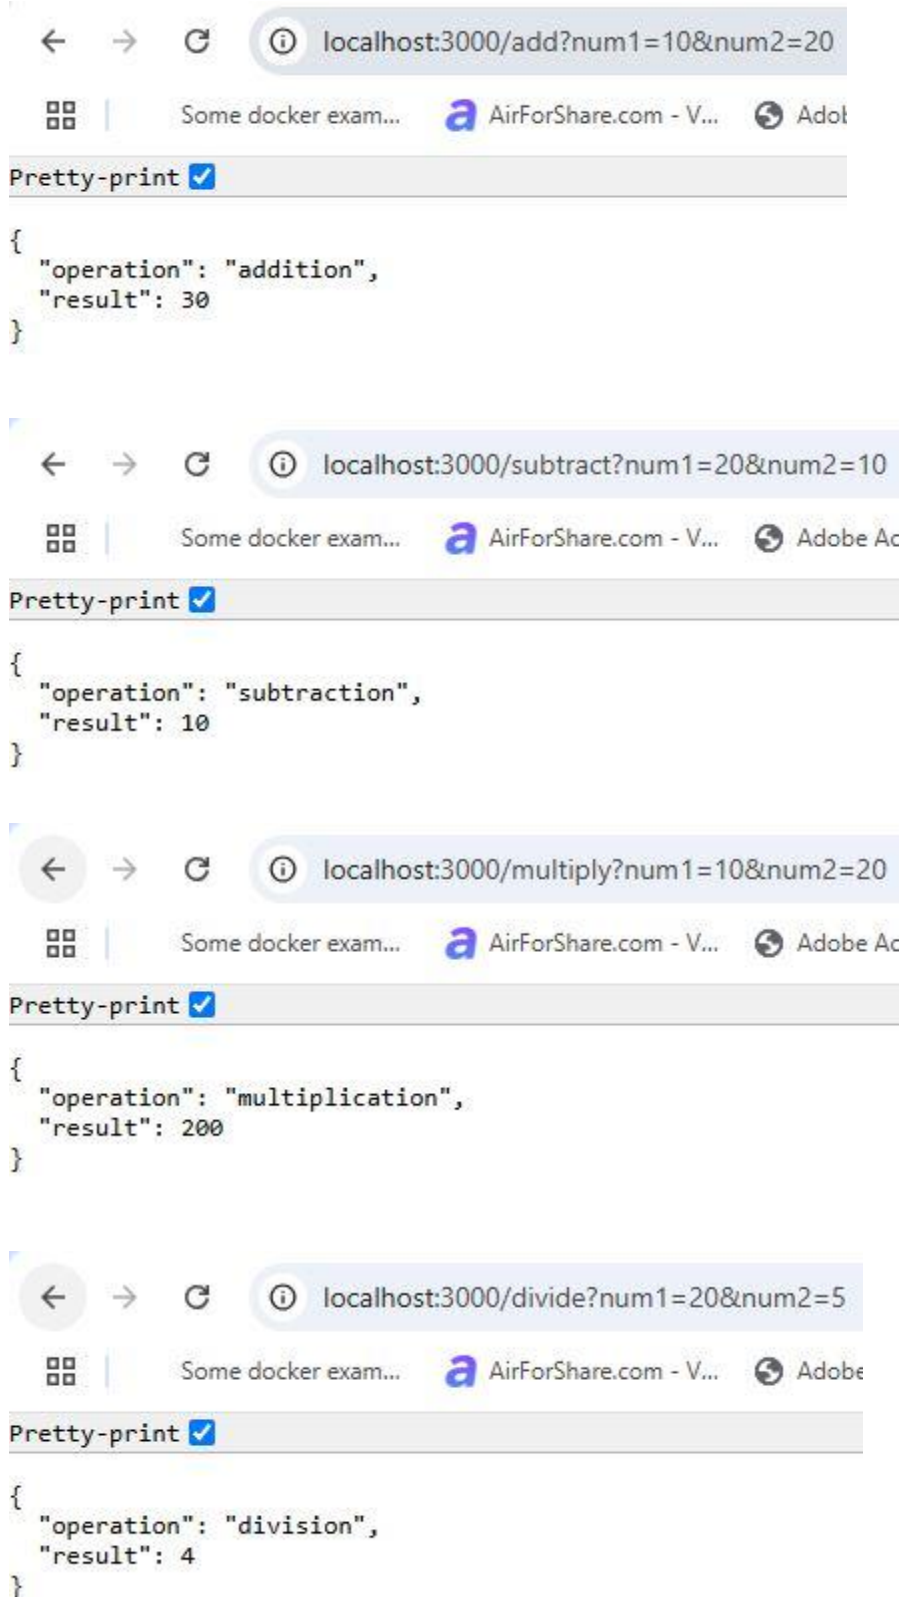 localhost:3000/add?num1=10&num2=20
Some docker exam... a AirForShare.com - V... Adob
Pretty-print
{
"operation": "addition",
"result": 30
}
localhost:3000/subtract?num1=20&num2=10
Some docker exam... a AirForShare.com - V... Adobe Ac
Pretty-print
{
"operation": "subtraction",
"result": 10
}
localhost:3000/multiply?num1=10&num2=20
Some docker exam... a AirForShare.com - V... Adobe Ac
Pretty-print
{
"operation": "multiplication",
"result": 200
}
localhost:3000/divide?num1=20&num2=5
Some docker exam... a AirForShare.com - V... Adobe
Pretty-print
{
"operation": "division",
"result": 4
}